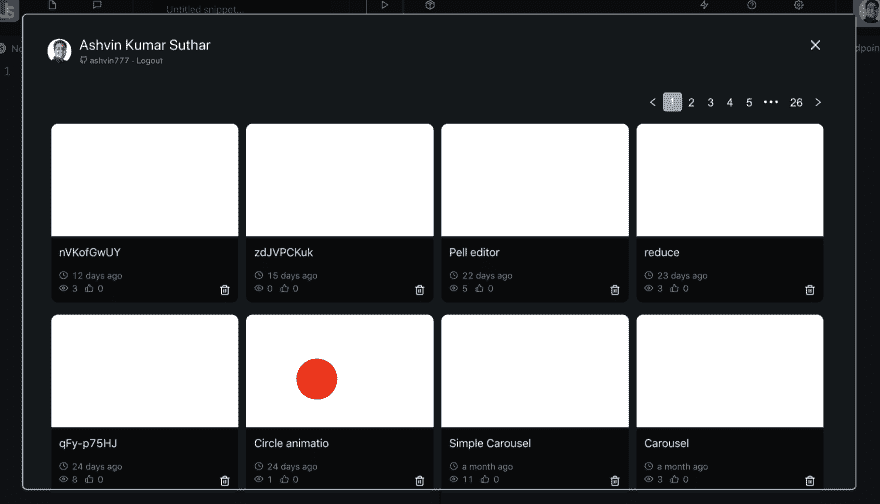 Untitled snippet...
No
1
dpoin
Ashvin Kumar Suthar
ashvin777 - Logout
1 2 3 4 5 ••• 26
nVKofGwUY
12 days ago
3 0
zdJVPCKuk
15 days ago
0 0
Pell editor
22 days ago
5 0
reduce
23 days ago
3 0
qFy-p75HJ
24 days ago
8 0
Circle animatio
24 days ago
1 0
Simple Carousel
a month ago
11 0
Carousel
a month ago
3 0